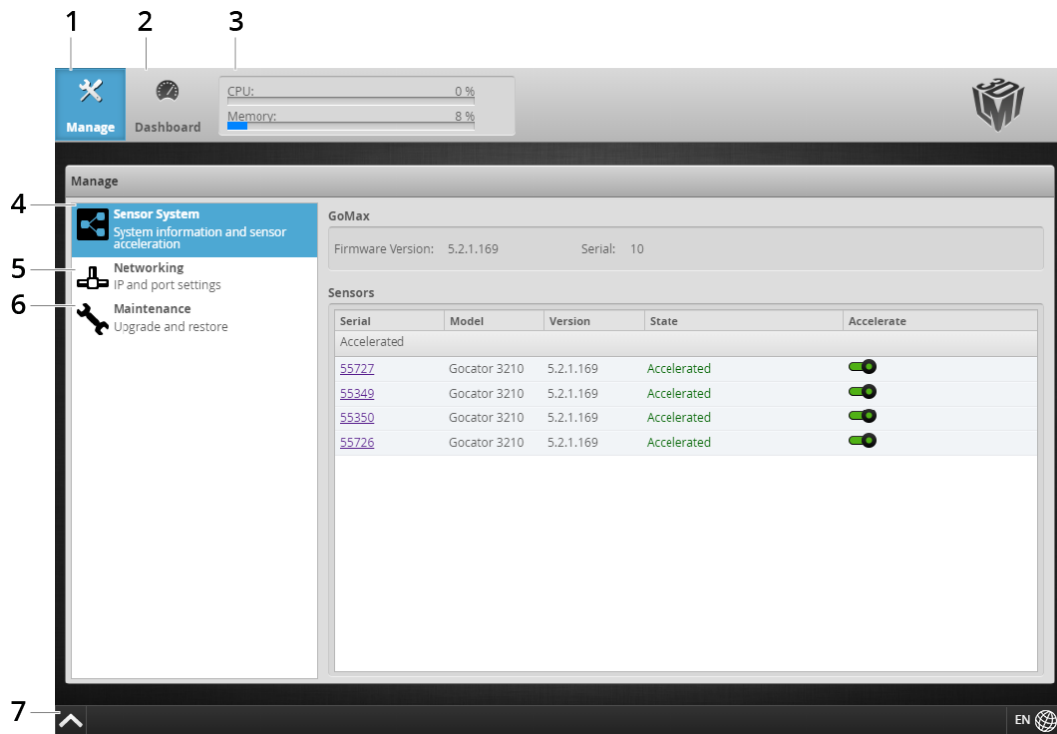 1 2 3
CPU: 0 %
Memory: 8 %
Manage Dashboard
3D
LMI
Manage
4
Sensor System
System information and sensor
acceleration
5
Networking
IP and port settings
6
Maintenance
Upgrade and restore
GoMax
Firmware Version: 5.2.1.169 Serial: 10
Sensors
Serial Model Version State Accelerate
Accelerated
55727 Gocator 3210 5.2.1.169 Accelerated
55349 Gocator 3210 5.2.1.169 Accelerated
55350 Gocator 3210 5.2.1.169 Accelerated
55726 Gocator 3210 5.2.1.169 Accelerated
7
EN